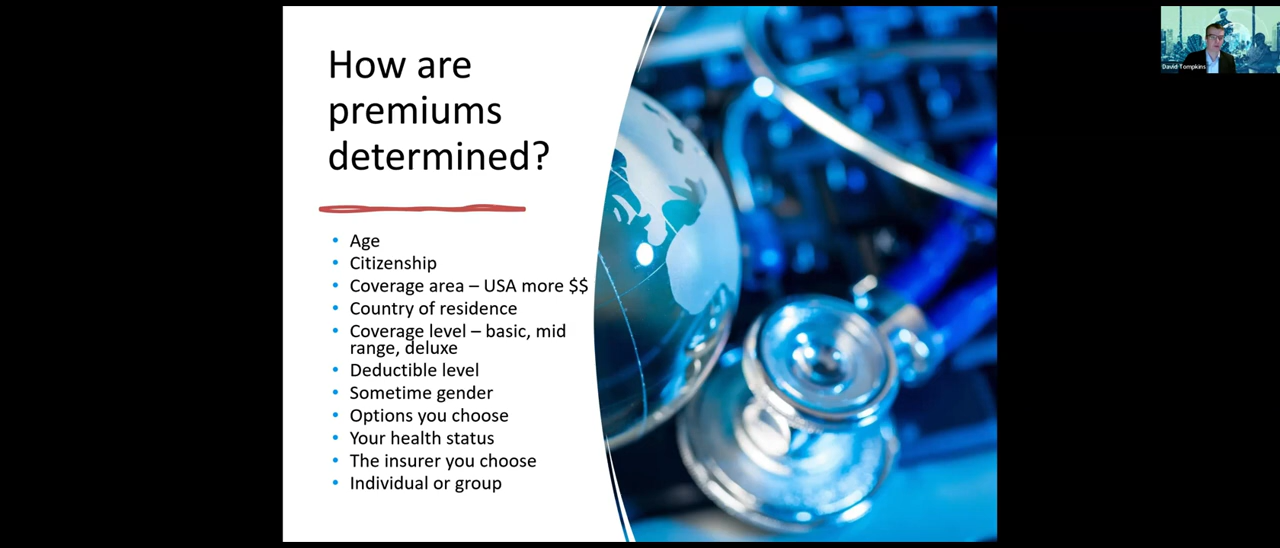 How are
premiums
determined?
• Age
• Citizenship
• Coverage area – USA more $$
• Country of residence
• Coverage level – basic, mid
range, deluxe
• Deductible level
• Sometime gender
• Options you choose
• Your health status
• The insurer you choose
• Individual or group
David Tompkins